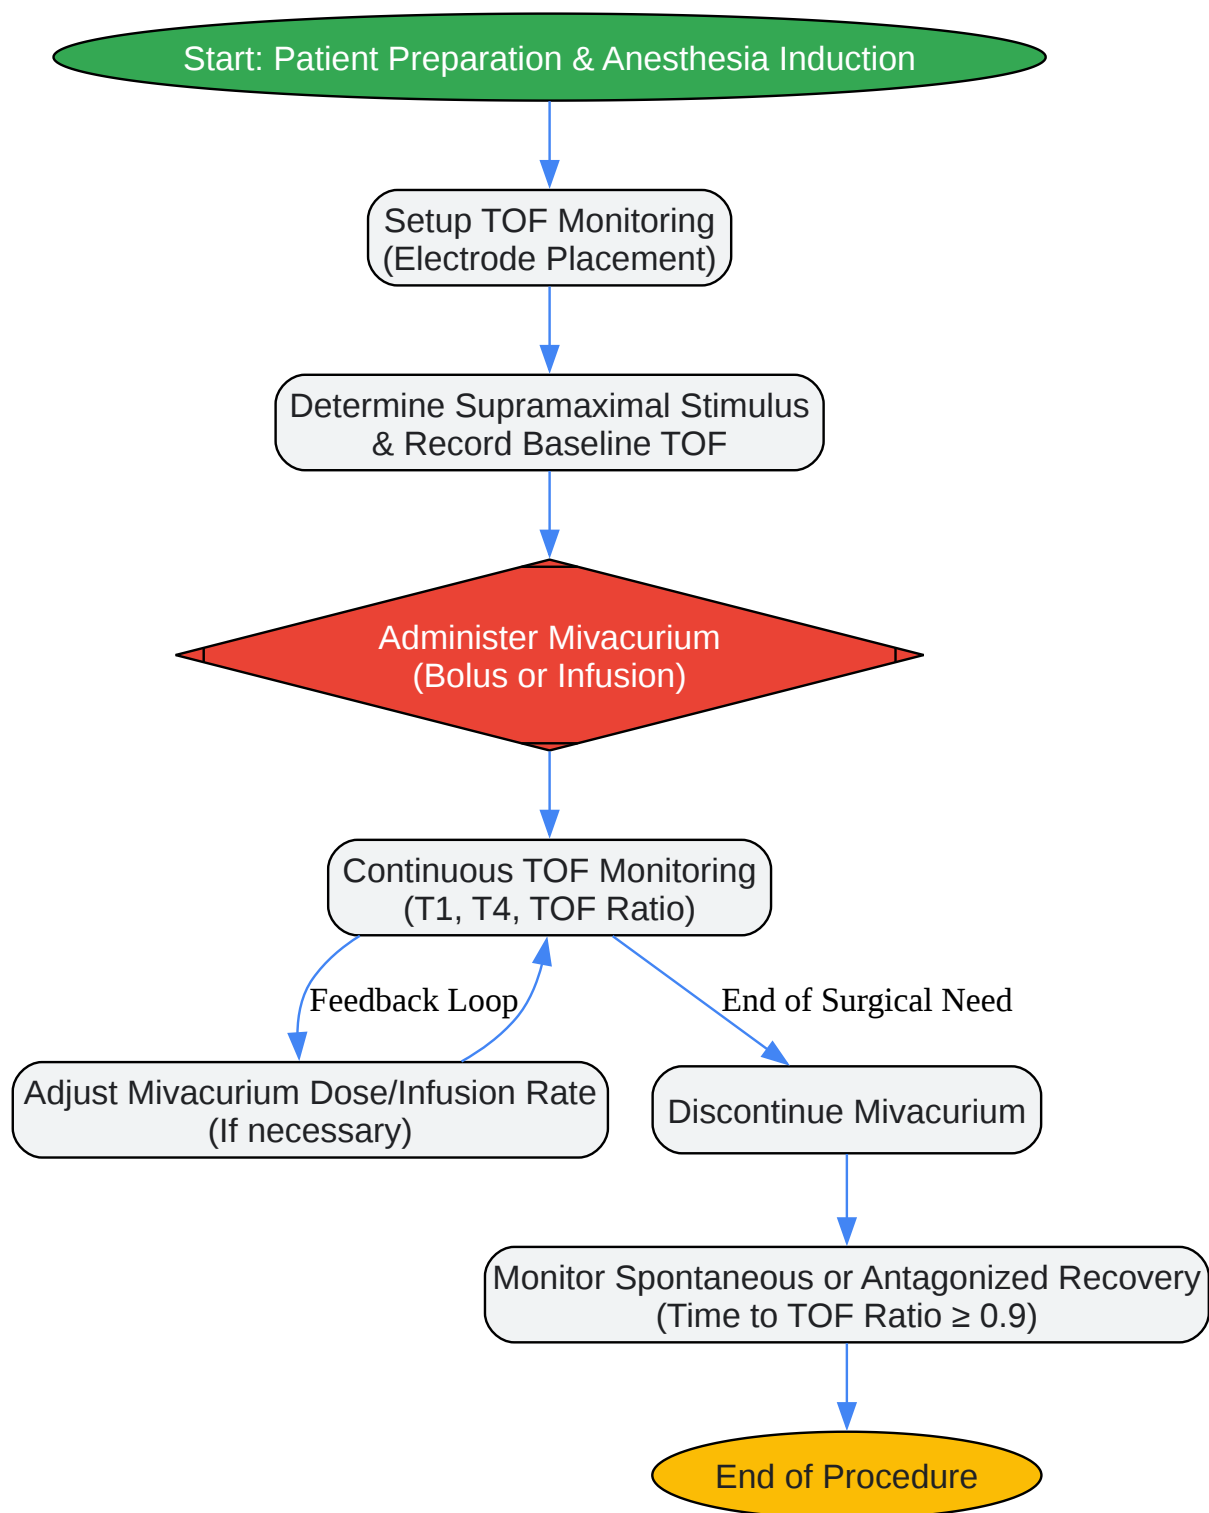 Start: Patient Preparation & Anesthesia Induction
Setup TOF Monitoring
(Electrode Placement)
Determine Supramaximal Stimulus
& Record Baseline TOF
Administer Mivacurium
(Bolus or Infusion)
Continuous TOF Monitoring
(T1, T4, TOF Ratio)
Feedback Loop
End of Surgical Need
Adjust Mivacurium Dose/Infusion Rate
(If necessary)
Discontinue Mivacurium
Monitor Spontaneous or Antagonized Recovery
(Time to TOF Ratio ≥ 0.9)
End of Procedure